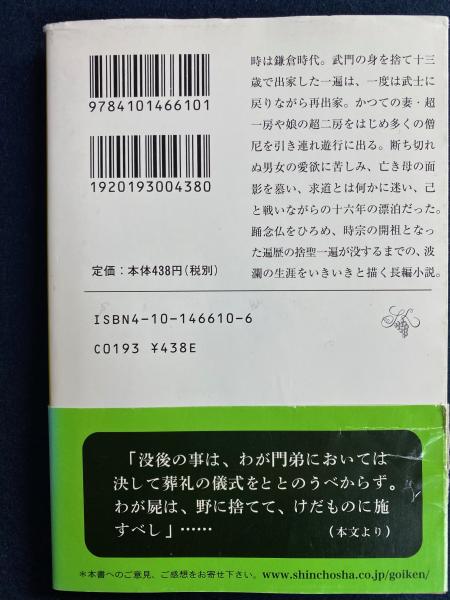 9784101466101
1920193004380
定価:本体438円(税別)
時は鎌倉時代。武門の身を捨て十三
歳で出家した一遍は、一度は武士に
戻りながら再出家。かつての妻・超
一房や娘の超二房をはじめ多くの僧
尼を引き連れ遊行に出る。断ち切れ
ぬ男女の愛欲に苦しみ、亡き母の面
影を慕い、求道とは何かに迷い、己
と戦いながらの十六年の漂泊だった。
踊念仏をひろめ、時宗の開祖となっ
た遍歴の捨聖一遍が没するまでの、波
瀾の生涯をいきいきと描く長編小説。
ISBN4-10-146610-6
C0193 ¥438E
「没後の事は、わが門弟においては
決して葬礼の儀式をととのうべからず。
わが屍は、野に捨てて、けだものに施
すべし」……
(本文より)
*本書へのご意見、ご感想をお寄せ下さい。www.shinchosha.co.jp/goiken/